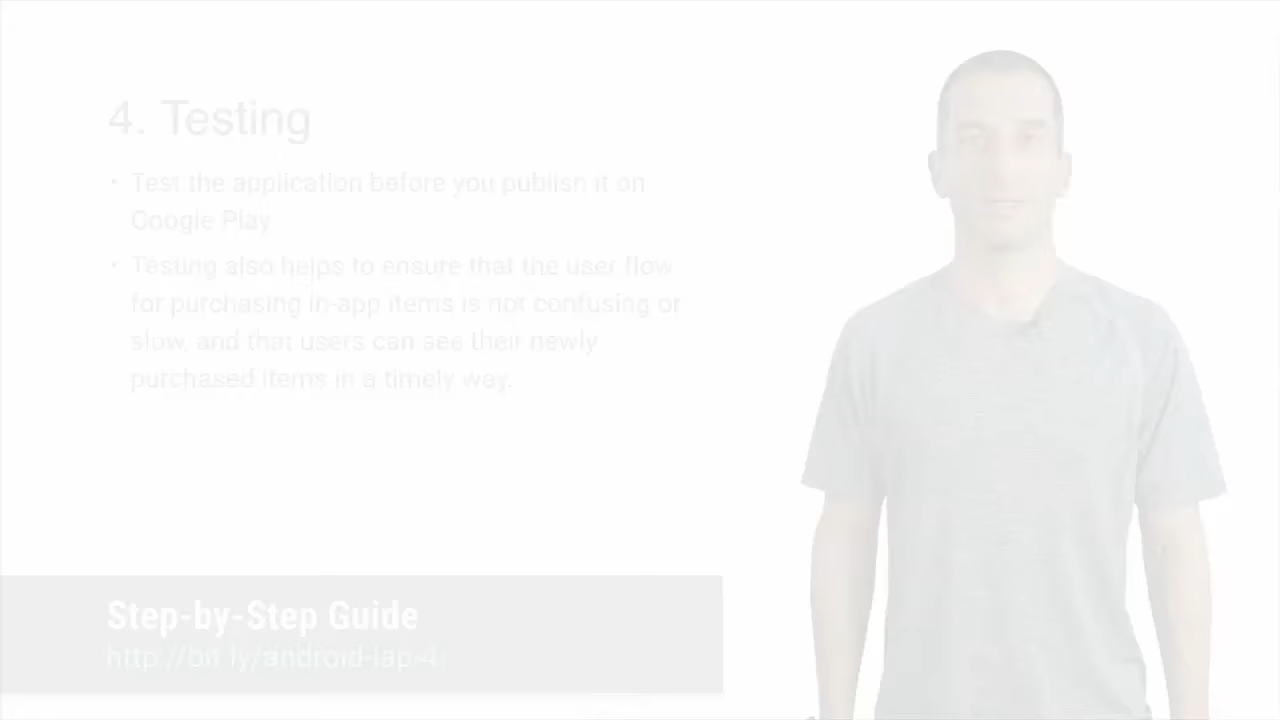 4. Testing
• Test the application before you publish it on
Google Play
• Testing also helps to ensure that the user flow
for purchasing in-app items is not confusing or
slow, and that users can see their newly
purchased items in a timely way.
Step-by-Step Guide
http://bit.ly/android-iap-4